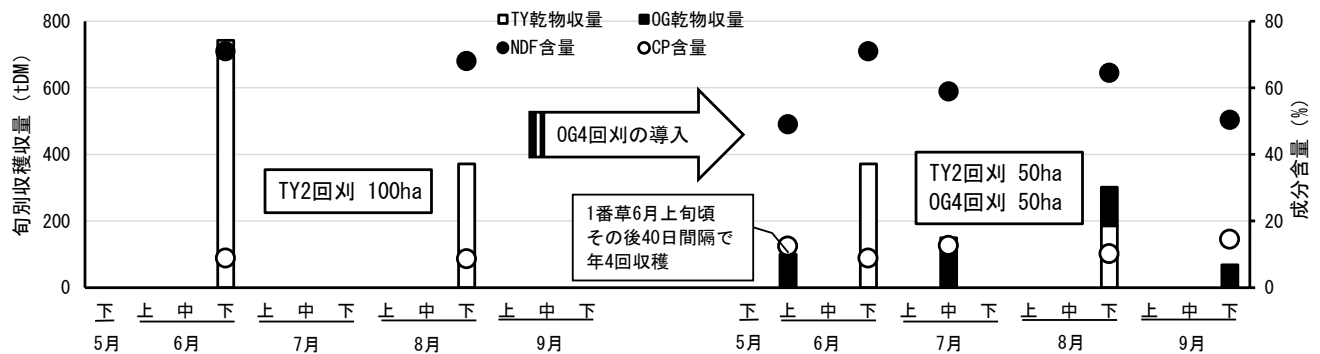 □TY乾物収量 ■OG乾物収量
●NDF含量 ○CP含量
旬別収穫収量 (tDM)
800
600
400
200
0
TY2回刈 100ha
OG4回刈の導入
1番草6月上旬頃
その後40日間隔で
年4回収穫
TY2回刈 50ha
OG4回刈 50ha
80
60
40
20
0
成分含量 (%)
下 上 中 下 上 中 下 上 中 下 上 中 下 下 上 中 下 上 中 下 上 中 下 上 中 下
5月 6月 7月 8月 9月 5月 6月 7月 8月 9月